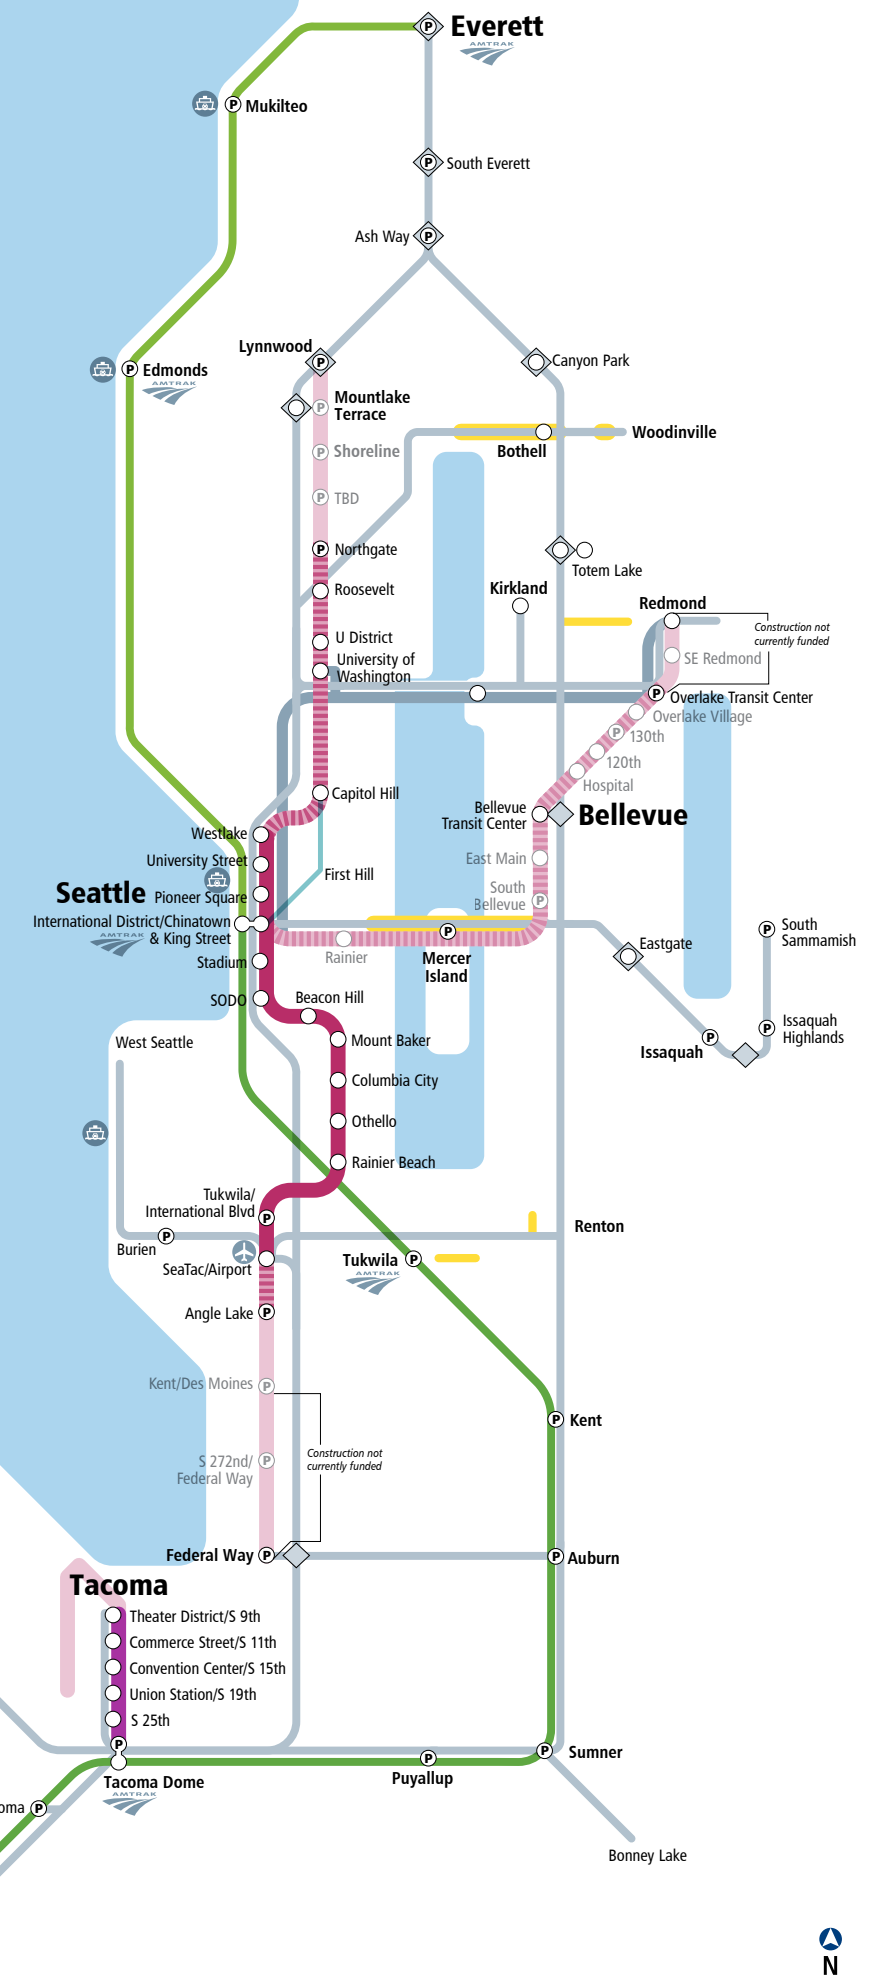 Everett
AMTRAK
P
P
Mukilteo
P
South Everett
Ash Way
P
Lynnwood
P
Canyon Park
P
Edmonds
AMTRAK
Mountlake
Terrace
P
Woodinville
Bothell
P
Shoreline
P
TBD
P
Northgate
Totem Lake
Roosevelt
Kirkland
Redmond
Construction not
currently funded
U District
University of
Washington
SE Redmond
P
Overlake Transit Center
Overlake Village
P
130th
120th
Hospital
Capitol Hill
Bellevue
Transit Center
Bellevue
Westlake
University Street
East Main
First Hill
South
Bellevue
P
Seattle
Pioneer Square
International District/Chinatown
& King Street
AMTRAK
P
South
Sammamish
P
Rainier
Mercer
Island
Eastgate
Stadium
SODO
Beacon Hill
P
Issaquah
Highlands
P
Issaquah
West Seattle
Mount Baker
Columbia City
Othello
Rainier Beach
Tukwila/
International Blvd
P
Renton
P
Burien
SeaTac/Airport
Tukwila
P
AMTRAK
Angle Lake
P
Kent/Des Moines
P
P
Kent
Construction not
currently funded
S 272nd/
Federal Way
P
Federal Way
P
P
Auburn
Tacoma
Theater District/S 9th
Commerce Street/S 11th
Convention Center/S 15th
Union Station/S 19th
S 25th
P
P
Sumner
P
Puyallup
Tacoma Dome
AMTRAK
oma
P
Bonney Lake
N